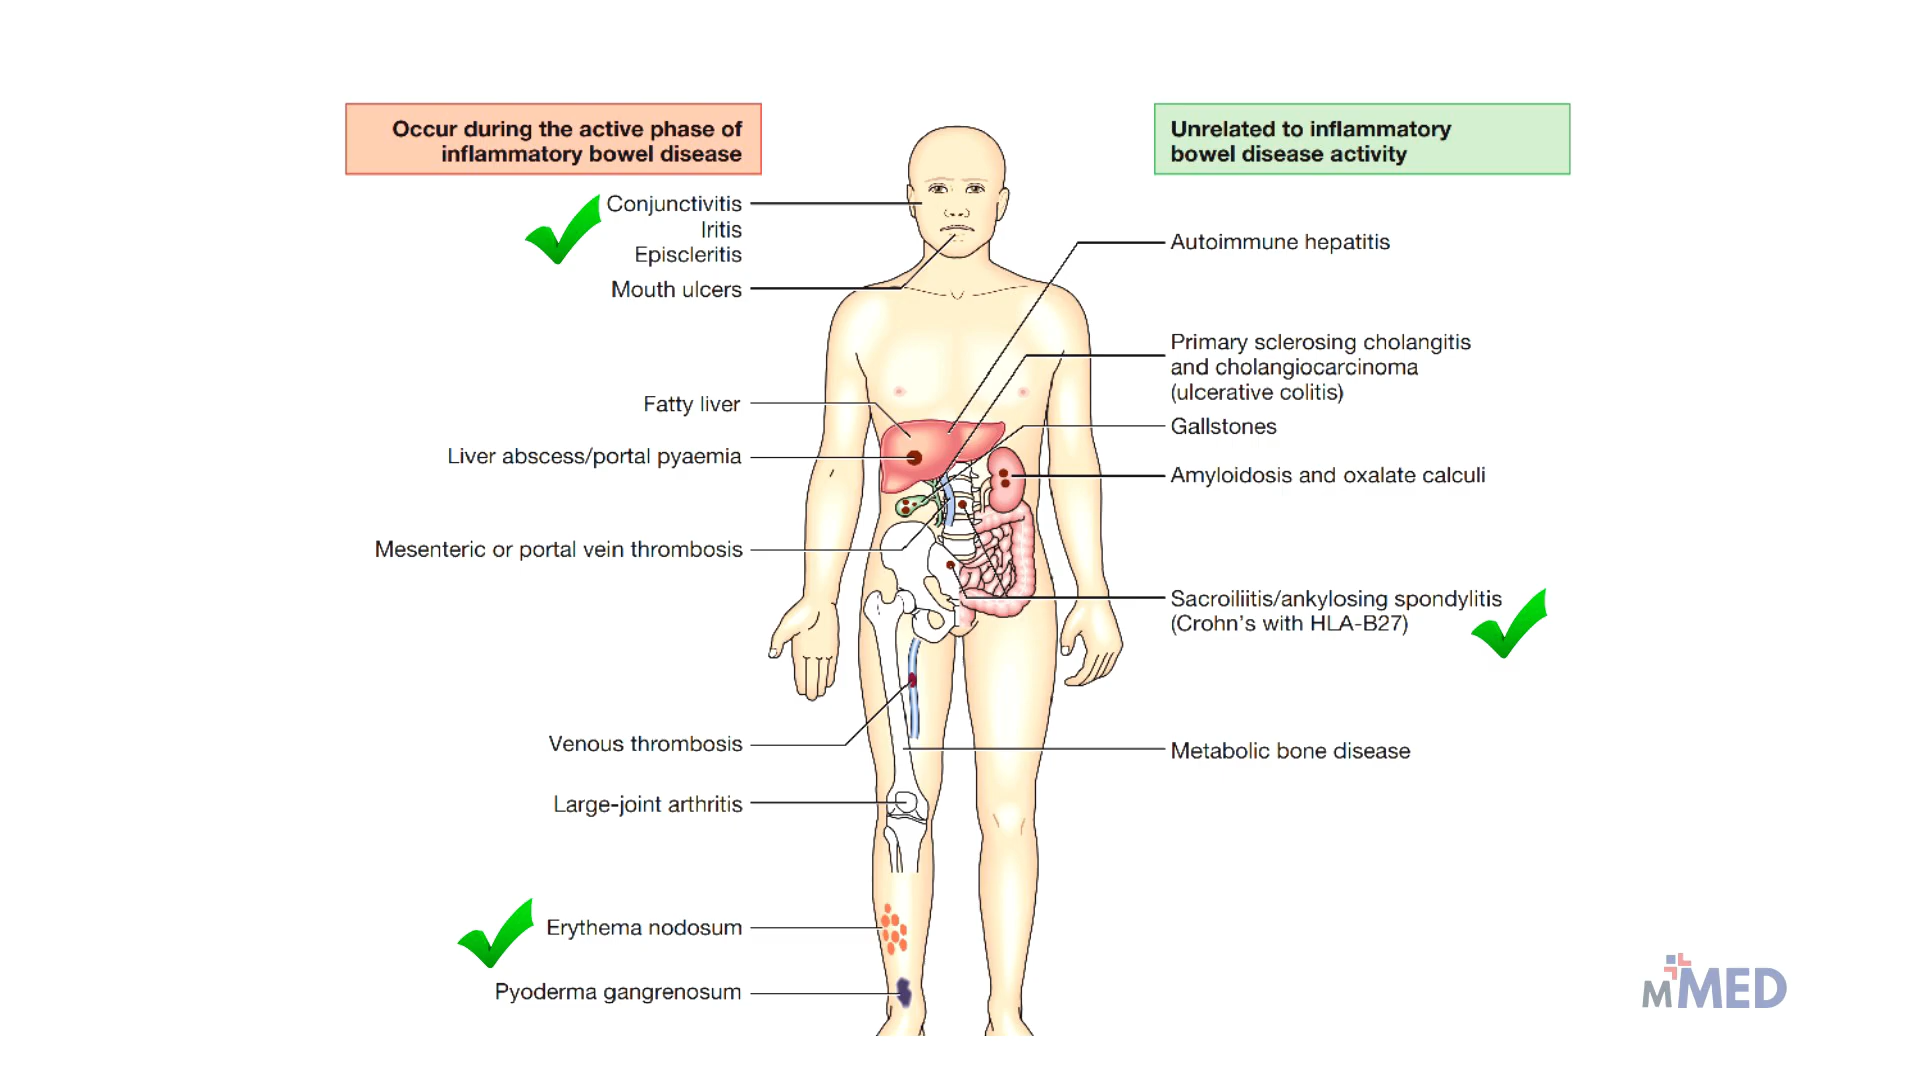 Occur during the active phase of
inflammatory bowel disease
Conjunctivitis
Iritis
Episcleritis
Mouth ulcers
Fatty liver
Liver abscess/portal pyaemia
Mesenteric or portal vein thrombosis
Venous thrombosis
Large-joint arthritis
Erythema nodosum
Pyoderma gangrenosum
Unrelated to inflammatory
bowel disease activity
Autoimmune hepatitis
Primary sclerosing cholangitis
and cholangiocarcinoma
(ulcerative colitis)
Gallstones
Amyloidosis and oxalate calculi
Sacroiliitis/ankylosing spondylitis
(Crohn's with HLA-B27)
Metabolic bone disease
MMED